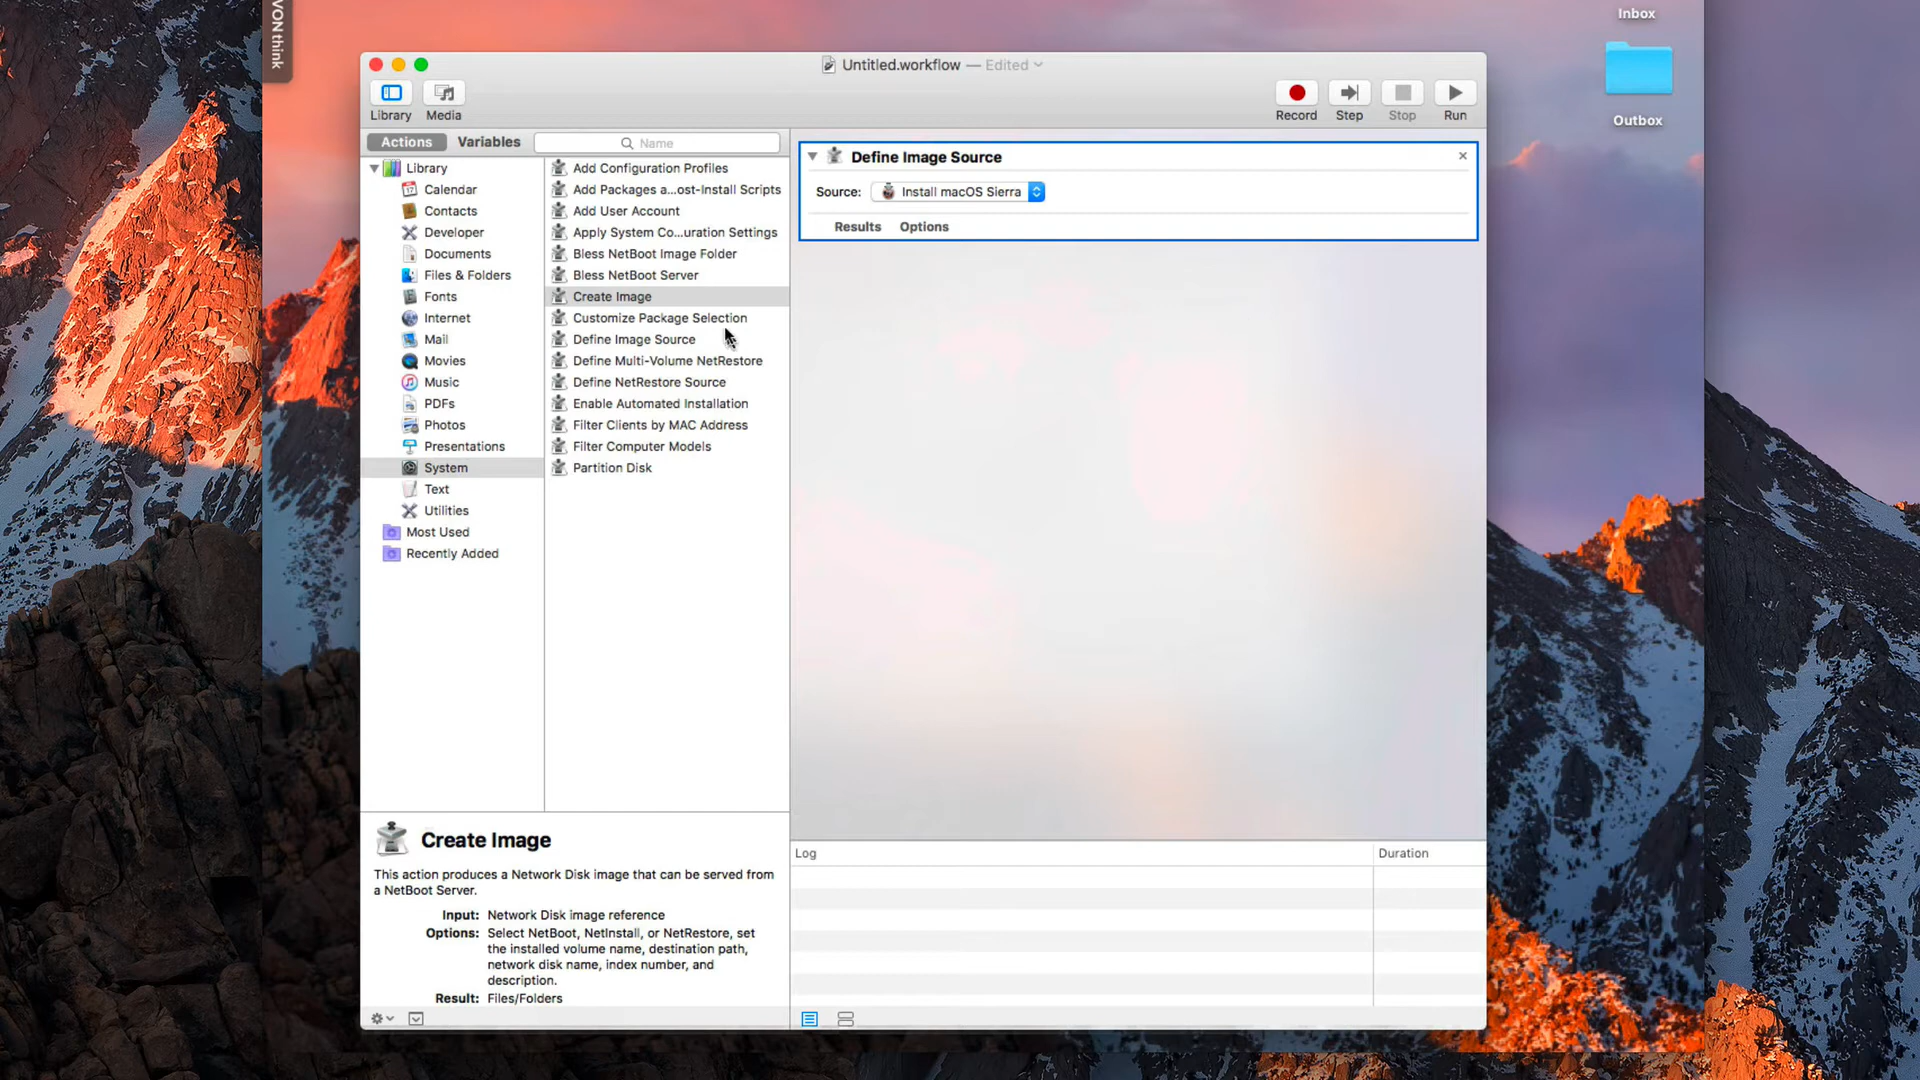 VONthink
Inbox
Outbox
Untitled.workflow — Edited
Library
Media
Record
Step
Stop
Run
Actions
Variables
Name
Library
Calendar
Contacts
Developer
Documents
Files & Folders
Fonts
Internet
Mail
Movies
Music
PDFs
Photos
Presentations
System
Text
Utilities
Most Used
Recently Added
Add Configuration Profiles
Add Packages a...ost-Install Scripts
Add User Account
Apply System Co...uration Settings
Bless NetBoot Image Folder
Bless NetBoot Server
Create Image
Customize Package Selection
Define Image Source
Define Multi-Volume NetRestore
Define NetRestore Source
Enable Automated Installation
Filter Clients by MAC Address
Filter Computer Models
Partition Disk
Define Image Source
Source: Install macOS Sierra
Results Options
Create Image
This action produces a Network Disk image that can be served from
a NetBoot Server.
Input: Network Disk image reference
Options: Select NetBoot, NetInstall, or NetRestore, set
the installed volume name, destination path,
network disk name, index number, and
description.
Result: Files/Folders
Log
Duration